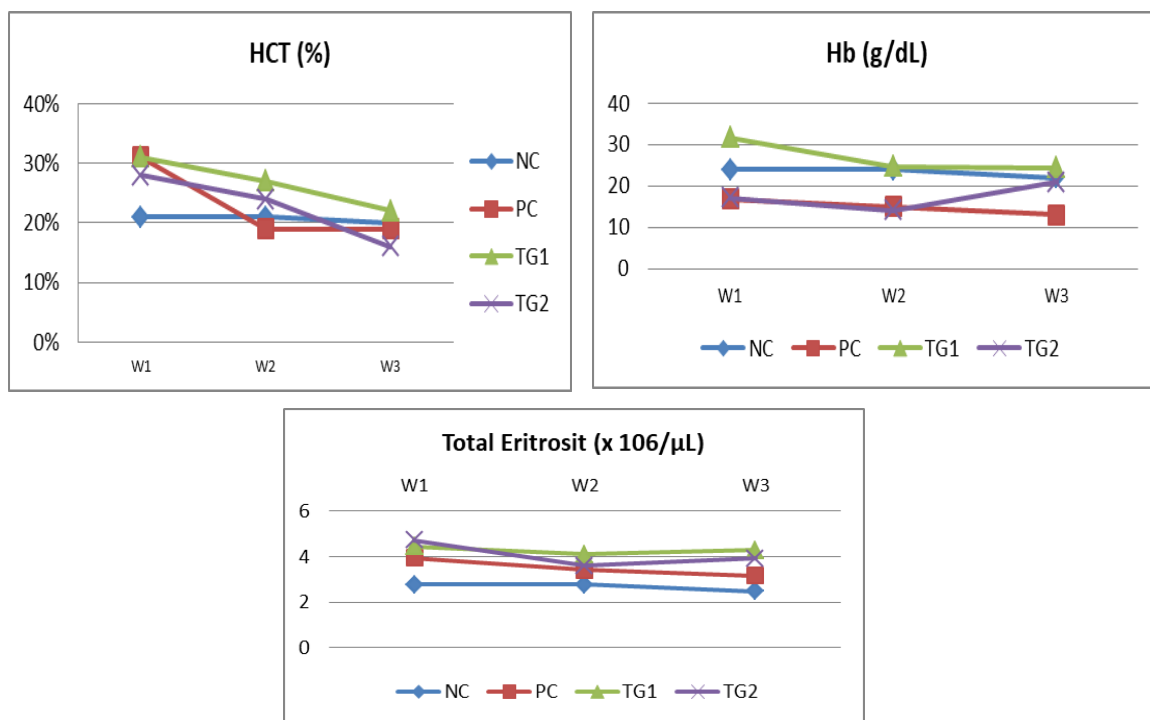 HCT (%)
40%
30%
20%
10%
0%
W1 W2 W3
NC
PC
TG1
TG2
Hb (g/dL)
40
30
20
10
0
W1 W2 W3
NC PC TG1 TG2
Total Eritrosit (x 106/µL)
W1 W2 W3
6
4
2
0
NC PC TG1 TG2